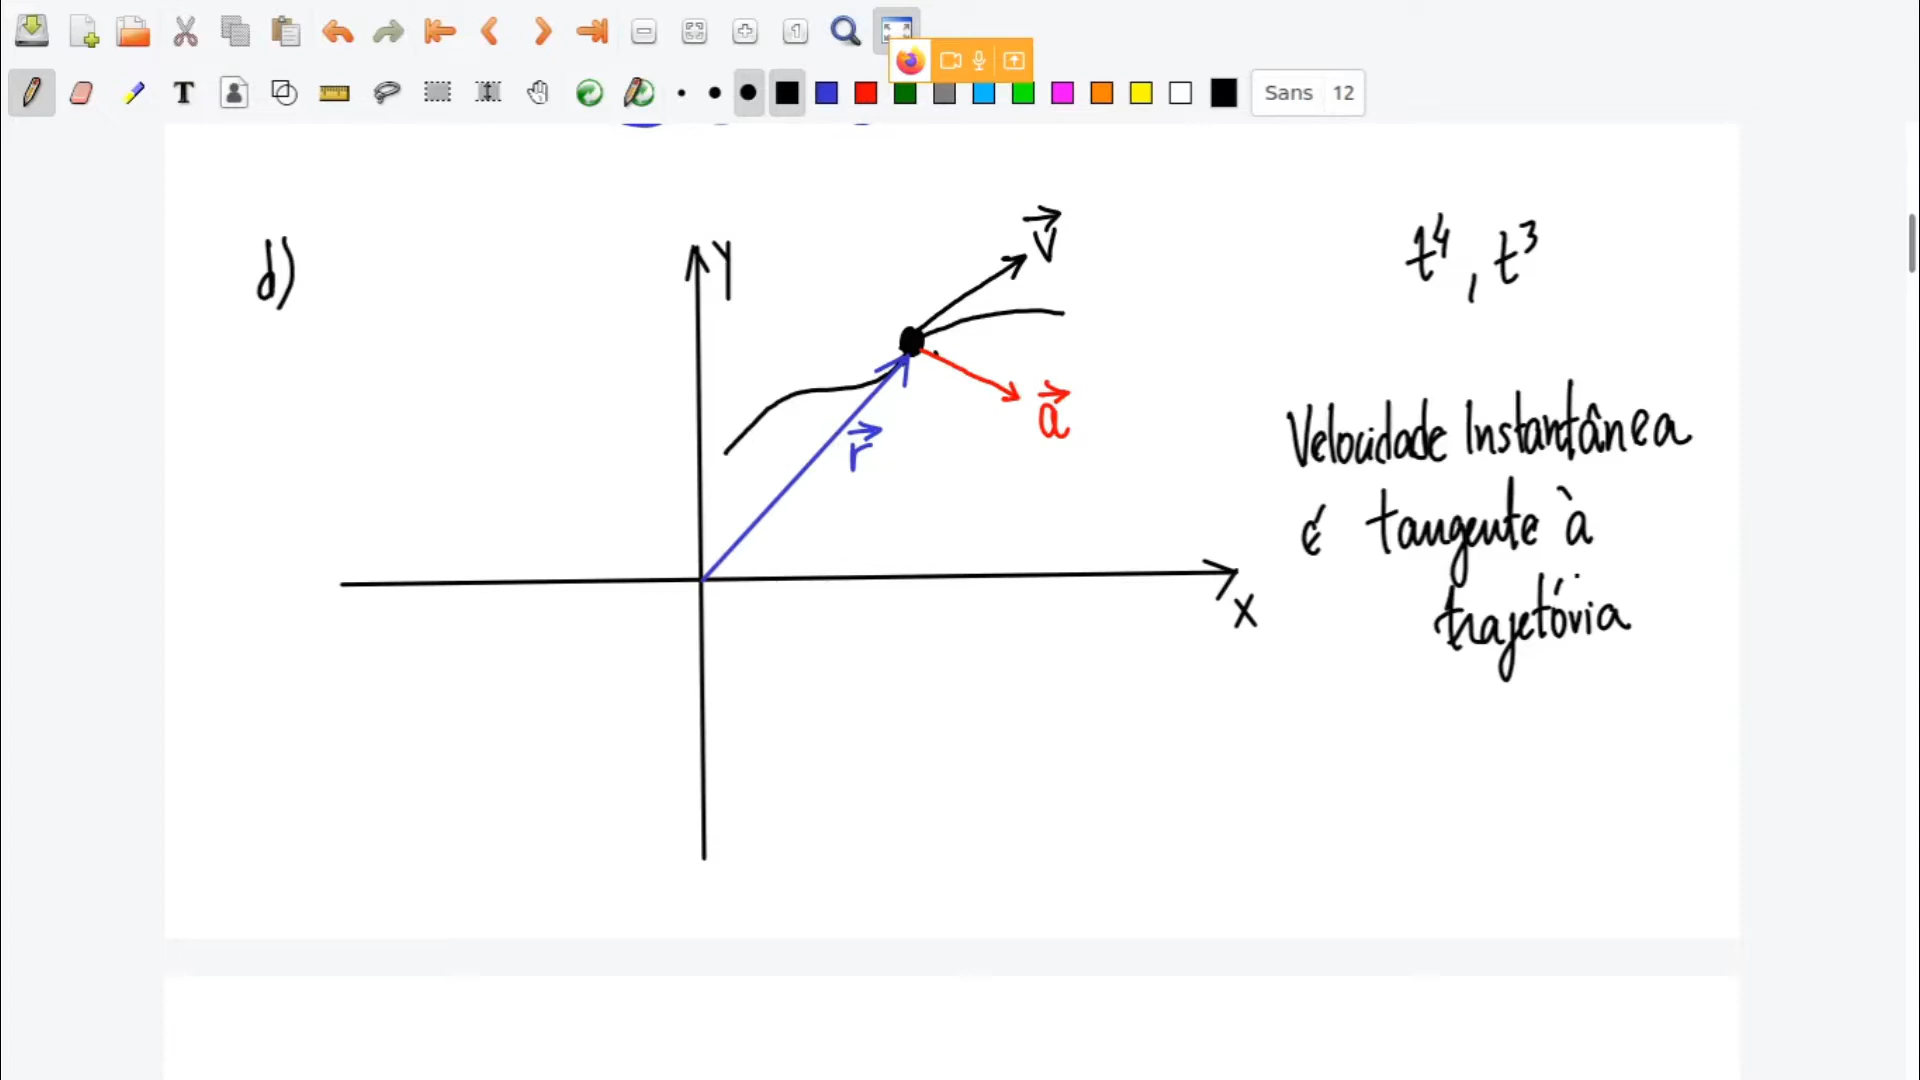 Sans 12
d)
Y
V
t⁴, t³
a
r
Velocidade Instantânea
é tangente à
trajetória
X